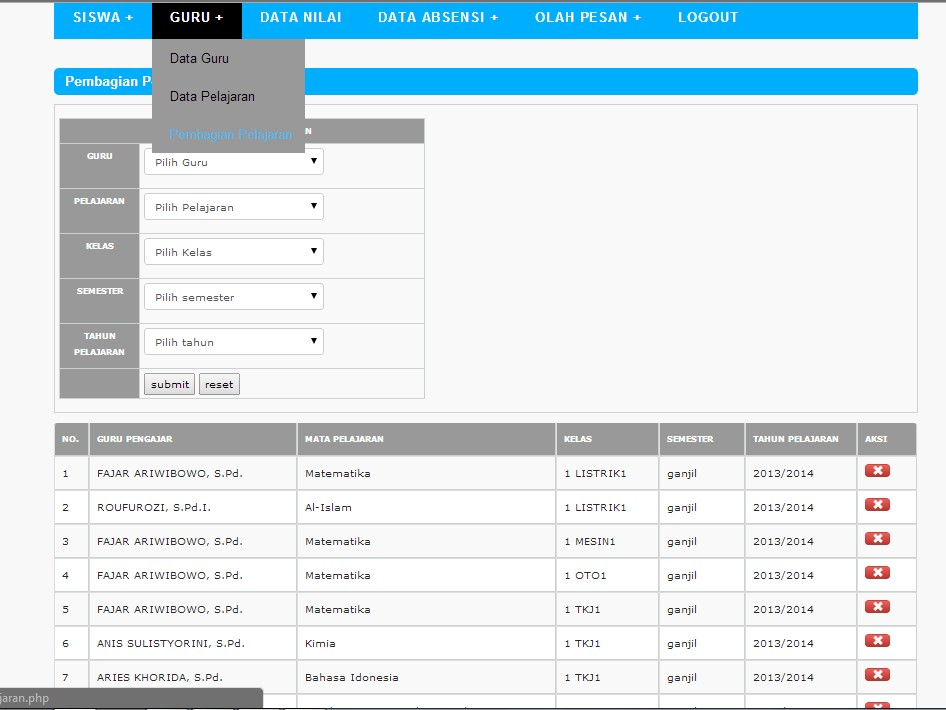 SISWA + GURU + DATA NILAI DATA ABSENSI + OLAH PESAN + LOGOUT
Data Guru
Pembagian P
Data Pelajaran
Pembagian Pelajaran N
GURU Pilih Guru
PELAJARAN Pilih Pelajaran
KELAS Pilih Kelas
SEMESTER Pilih semester
TAHUN PELAJARAN Pilih tahun
submit reset
NO. GURU PENGAJAR MATA PELAJARAN KELAS SEMESTER TAHUN PELAJARAN AKSI
1 FAJAR ARIWIBOWO, S.Pd. Matematika 1 LISTRIK1 ganjil 2013/2014
2 ROUFUROZI, S.Pd.I. Al-Islam 1 LISTRIK1 ganjil 2013/2014
3 FAJAR ARIWIBOWO, S.Pd. Matematika 1 MESIN1 ganjil 2013/2014
4 FAJAR ARIWIBOWO, S.Pd. Matematika 1 OTO1 ganjil 2013/2014
5 FAJAR ARIWIBOWO, S.Pd. Matematika 1 TKJ1 ganjil 2013/2014
6 ANIS SULISTYORINI, S.Pd. Kimia 1 TKJ1 ganjil 2013/2014
7 ARIES KHORIDA, S.Pd. Bahasa Idonesia 1 TKJ1 ganjil 2013/2014
jaran.php